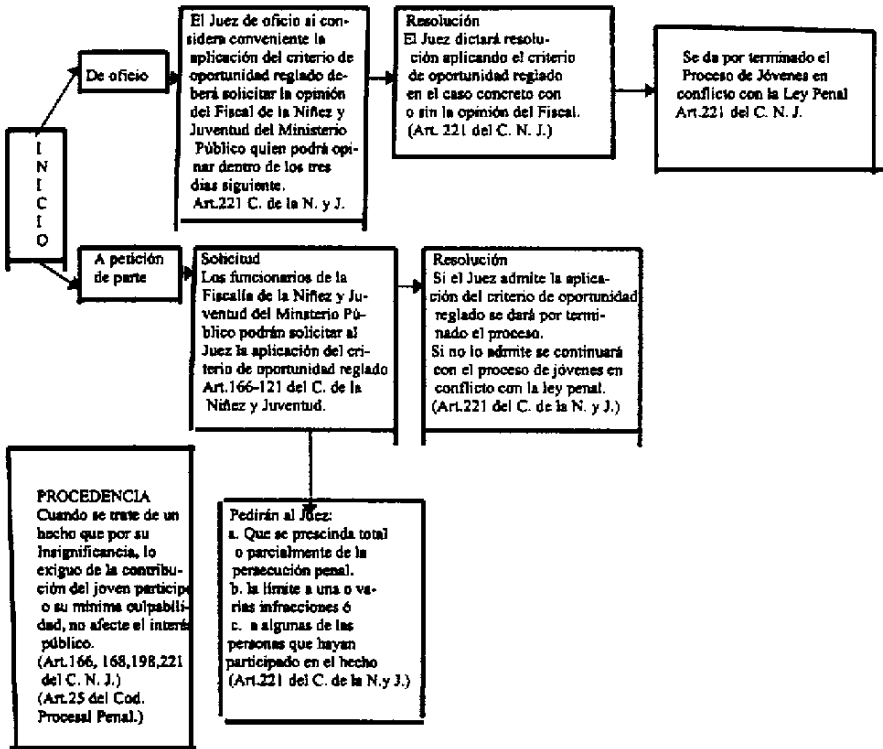 INICIO
De oficio
El Juez de oficio si con-
sidera conveniente la
aplicación del criterio de
oportunidad reglado de-
berá solicitar la opinión
del Fiscal de la Niñez y
Juventud del Ministerio
Público quien podrá opi-
nar dentro de los tres
dias siguiente.
Art.221 C. de la N. y J.
Resolución
El Juez dictará resolu-
ción aplicando el criterio
de oportunidad reglado
en el caso concreto con
o sin la opinión del Fiscal.
(Art. 221 del C. N. J.)
Se da por terminado el
Proceso de Jóvenes en
conflicto con la Ley Penal
Art.221 del C. N. J.
A petición
de parte
Solicitud
Los funcionarios de la
Fiscalía de la Niñez y Ju-
ventud del Minsterio Pú-
blico podrán solicitar al
Juez la aplicación del cri-
terio de oportunidad reglado
Art.166-121 del C. de la
Niñez y Juventud.
Resolución
Si el Juez admite la aplica-
ción del criterio de oportunidad
reglado se dará por termi-
nado el proceso.
Si no lo admite se continuará
con el proceso de jóvenes en
conflicto con la ley penal.
(Art.221 del C. de la N. y J.)
PROCEDENCIA
Cuando se trate de un
hecho que por su
Insignificancia, lo
exiguo de la contribu-
ción del joven participe
o su mínima culpabili-
dad, no afecte el interés
público.
(Art.166, 168,198,221
del C. N. J.)
(Art.25 del Cod.
Procesal Penal.)
Pedirán al Juez:
a. Que se prescinda total
o parcialmente de la
persecución penal.
b. la límite a una o va-
rias infracciones ó
c. a algunas de las
personas que hayan
participado en el hecho
(Art.221 del C. de la N.y J.)